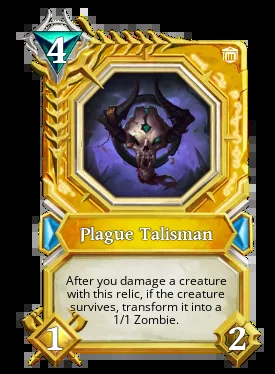 4
Plague Talisman
After you damage a creature
with this relic, if the creature
survives, transform it into a
1/1 Zombie.
1 2